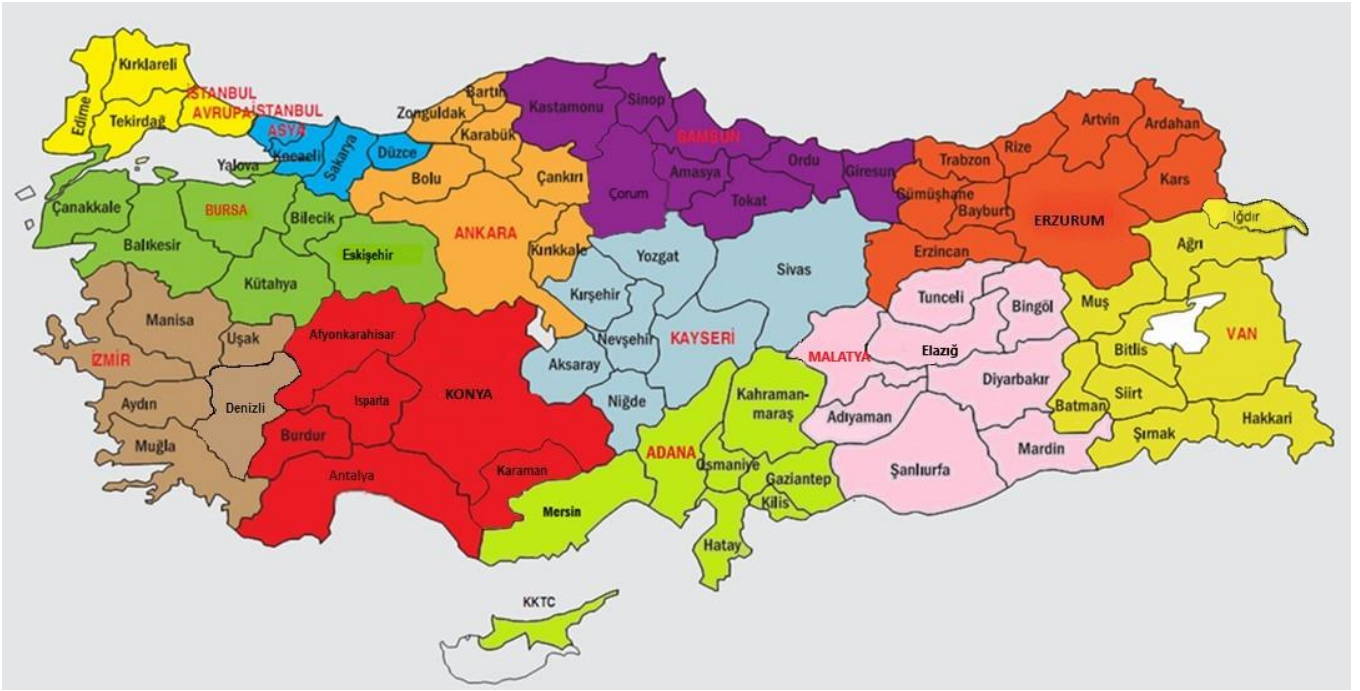 Kırklareli
Edirne
Tekirdağ
İSTANBUL
AVRUPA
İSTANBUL
ASYA
Kocaeli
Sakarya
Düzce
Yalova
Zonguldak
Bartın
Karabük
Bolu
Çankırı
ANKARA
Kırıkkale
Kastamonu
Sinop
SAMSUN
Çorum
Amasya
Ordu
Tokat
Giresun
Trabzon
Rize
Artvin
Ardahan
Gümüşhane
Bayburt
Kars
ERZURUM
Erzincan
Iğdır
Ağrı
Çanakkale
BURSA
Bilecik
Balıkesir
Eskişehir
Kütahya
Manisa
Uşak
İZMİR
Aydın
Denizli
Muğla
Afyonkarahisar
Isparta
KONYA
Burdur
Antalya
Karaman
Yozgat
Sivas
Kırşehir
Nevşehir
KAYSERİ
Aksaray
Niğde
Tunceli
Bingöl
MALATYA
Elazığ
Diyarbakır
Adıyaman
Şanlıurfa
Mardin
Muş
Bitlis
VAN
Batman
Siirt
Şırnak
Hakkari
Kahraman-
maraş
ADANA
Osmaniye
Gaziantep
Kilis
Mersin
Hatay
KKTC